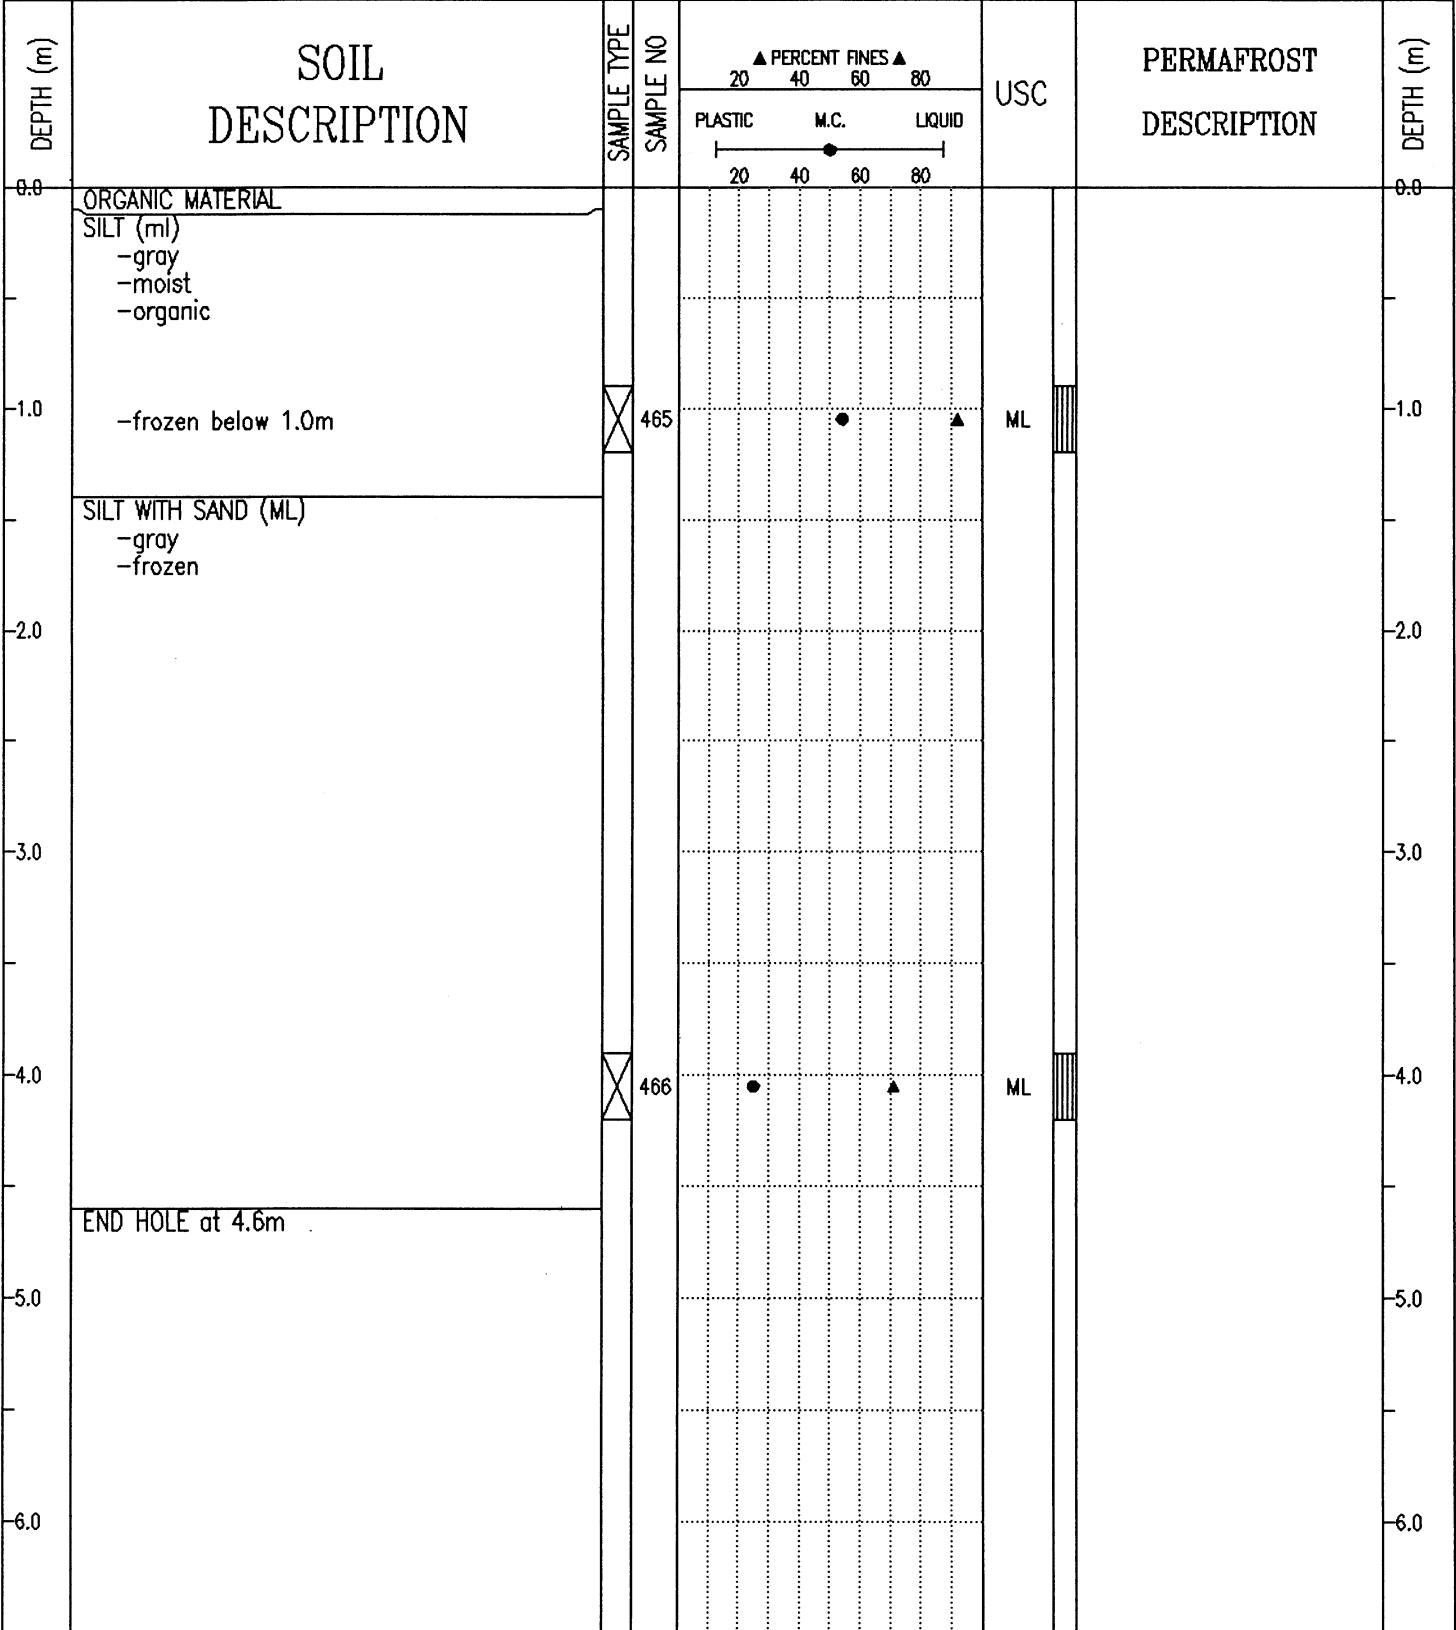 DEPTH (m)
SOIL
DESCRIPTION
SAMPLE TYPE
SAMPLE NO
▲ PERCENT FINES ▲
20 40 60 80
PLASTIC M.C. LIQUID
20 40 60 80
USC
PERMAFROST
DESCRIPTION
DEPTH (m)
0.0 0.0
ORGANIC MATERIAL
SILT (ml)
-gray
-moist
-organic
1.0 -frozen below 1.0m 465 ML 1.0
SILT WITH SAND (ML)
-gray
-frozen
2.0 2.0
3.0 3.0
4.0 466 ML 4.0
END HOLE at 4.6m
5.0 5.0
6.0 6.0